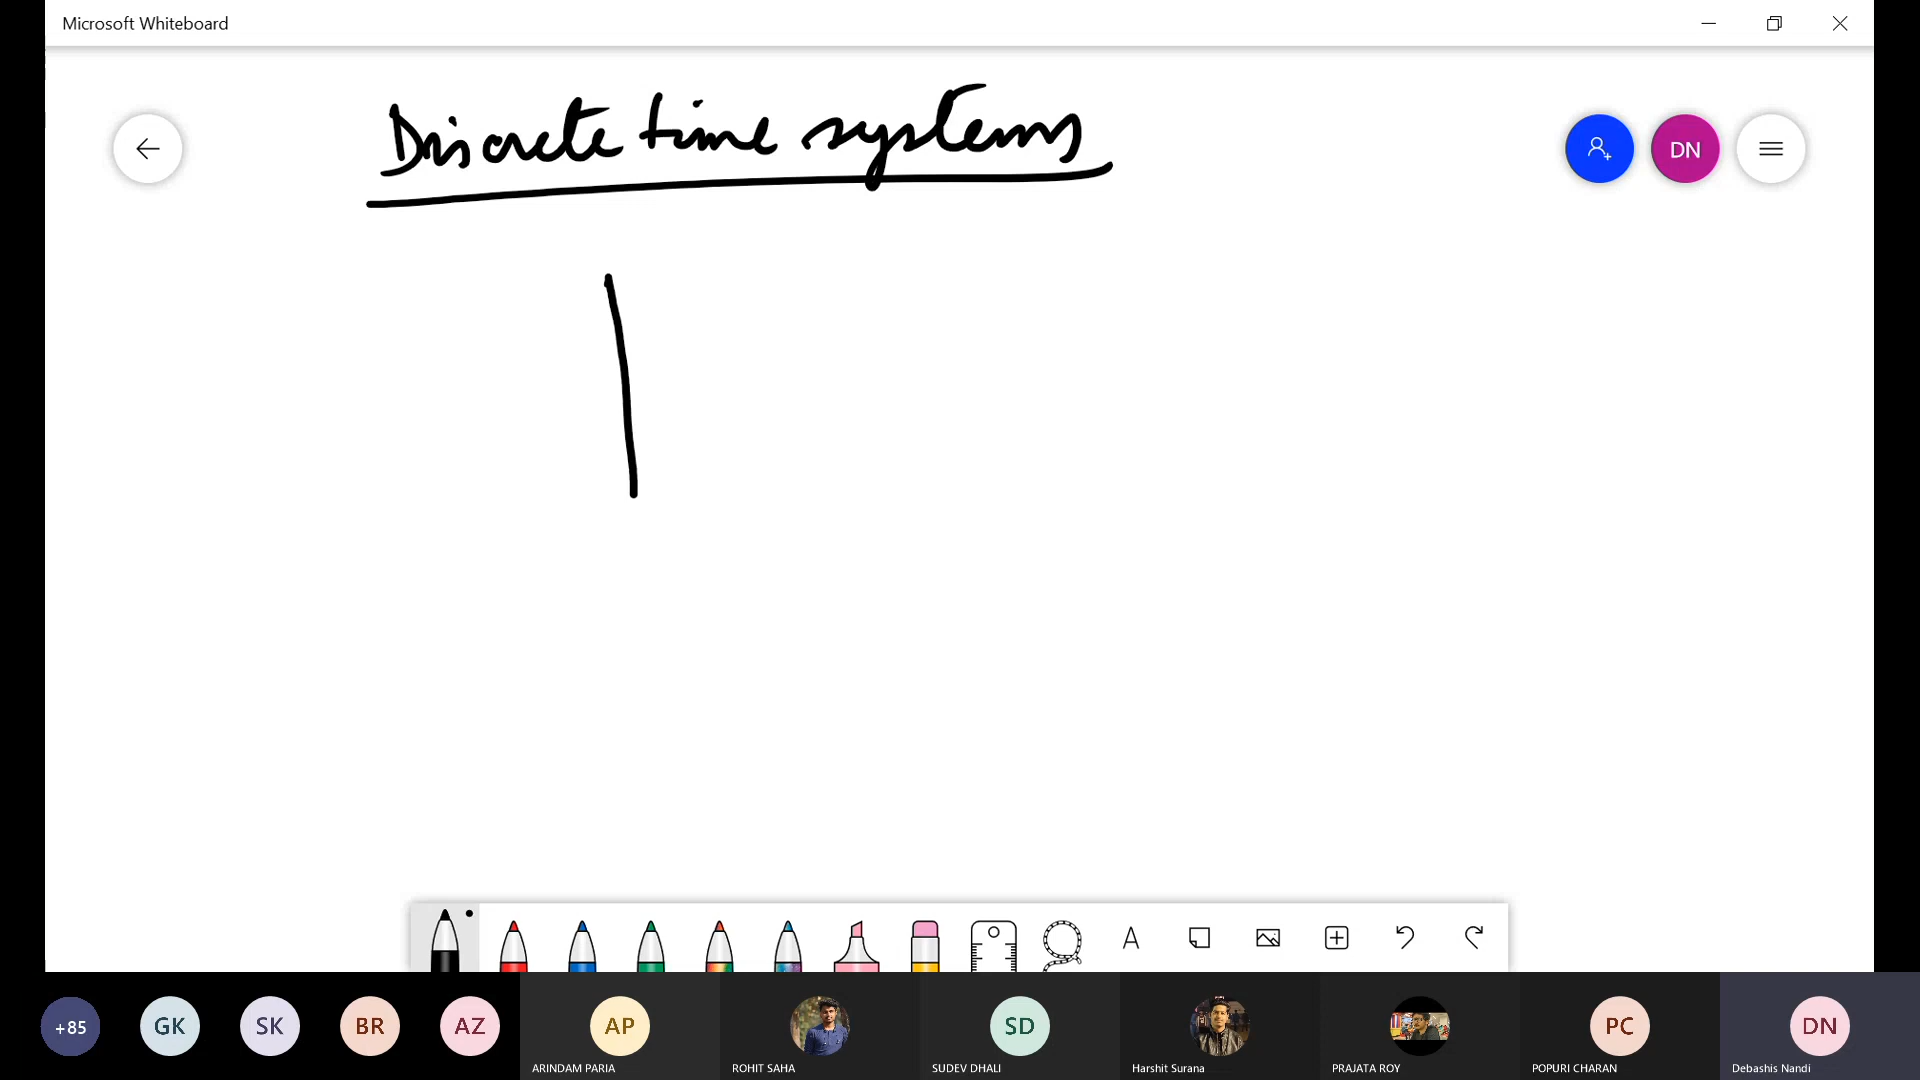 Microsoft Whiteboard
Discrete time systems
DN
A
+85
GK
SK
BR
AZ
AP
SD
PC
DN
ARINDAM PARIA
ROHIT SAHA
SUDEV DHALI
Harshit Surana
PRAJATA ROY
POPURI CHARAN
Debashis Nandi